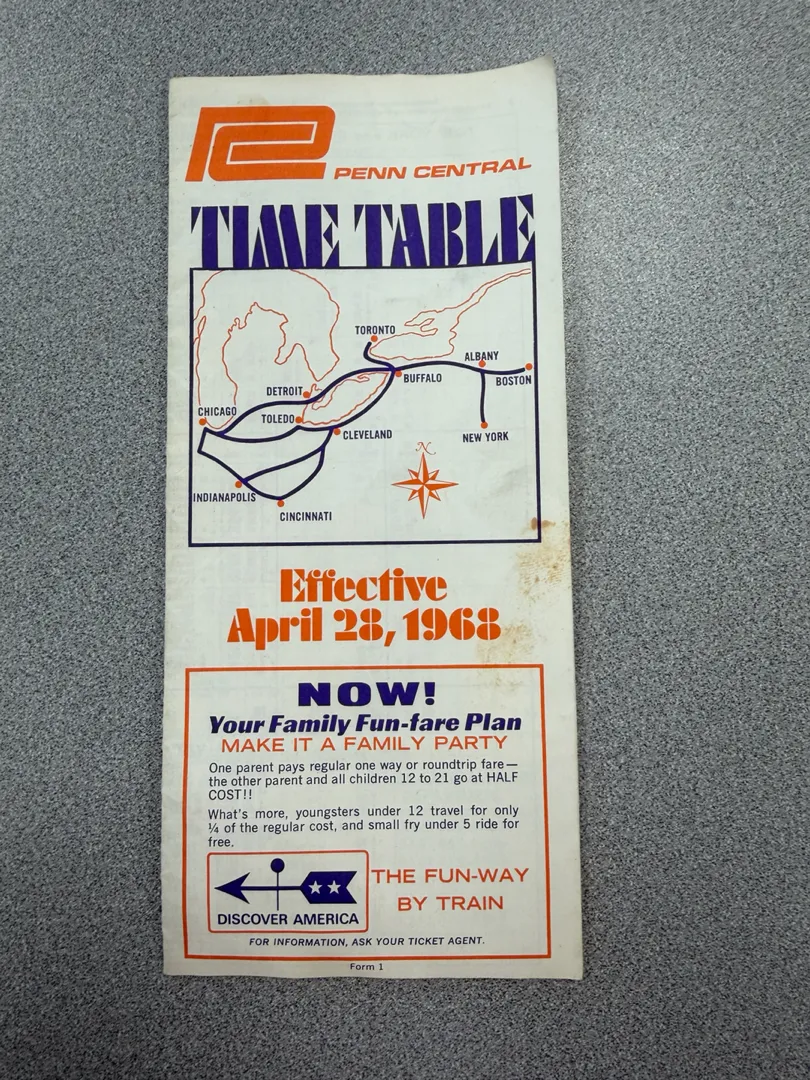 PC
PENN CENTRAL
TIME TABLE
TORONTO
ALBANY
BUFFALO
BOSTON
DETROIT
CHICAGO
TOLEDO
CLEVELAND
NEW YORK
N
INDIANAPOLIS
CINCINNATI
Effective
April 28, 1968
NOW!
Your Family Fun-fare Plan
MAKE IT A FAMILY PARTY
One parent pays regular one way or roundtrip fare—
the other parent and all children 12 to 21 go at HALF
COST!!
What's more, youngsters under 12 travel for only
¼ of the regular cost, and small fry under 5 ride for
free.
THE FUN-WAY
BY TRAIN
DISCOVER AMERICA
FOR INFORMATION, ASK YOUR TICKET AGENT.
Form 1